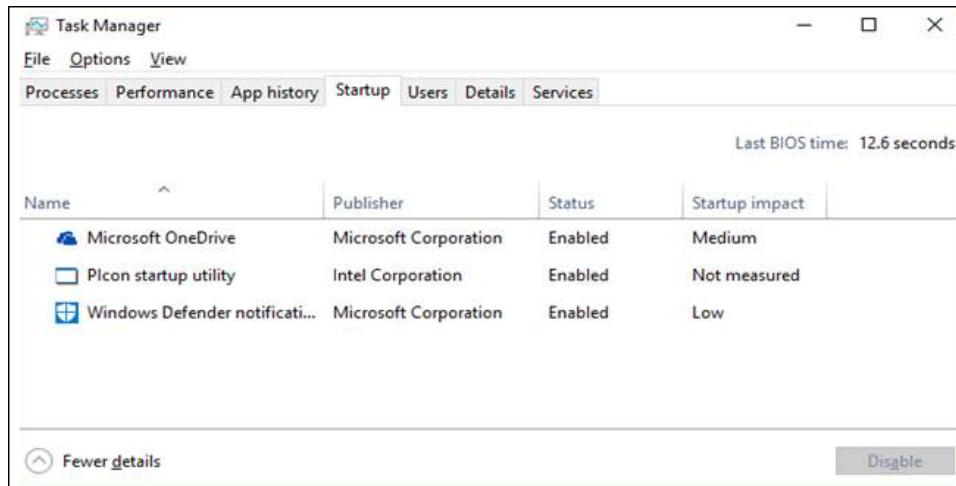 Task Manager
File Options View
Processes Performance App history Startup Users Details Services
Last BIOS time: 12.6 seconds
Name Publisher Status Startup impact
Microsoft OneDrive Microsoft Corporation Enabled Medium
PIcon startup utility Intel Corporation Enabled Not measured
Windows Defender notificati... Microsoft Corporation Enabled Low
Fewer details Disable